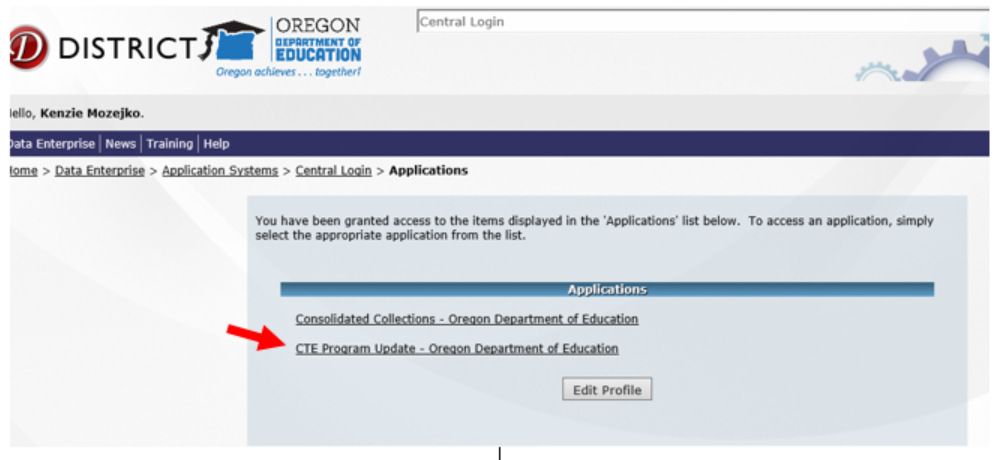 DISTRICT
OREGON
DEPARTMENT OF
EDUCATION
Oregon achieves . . . together!
Central Login
ello, Kenzie Mozejko.
Data Enterprise | News | Training | Help
Home > Data Enterprise > Application Systems > Central Login > Applications
You have been granted access to the items displayed in the 'Applications' list below. To access an application, simply
select the appropriate application from the list.
Applications
Consolidated Collections - Oregon Department of Education
CTE Program Update - Oregon Department of Education
Edit Profile